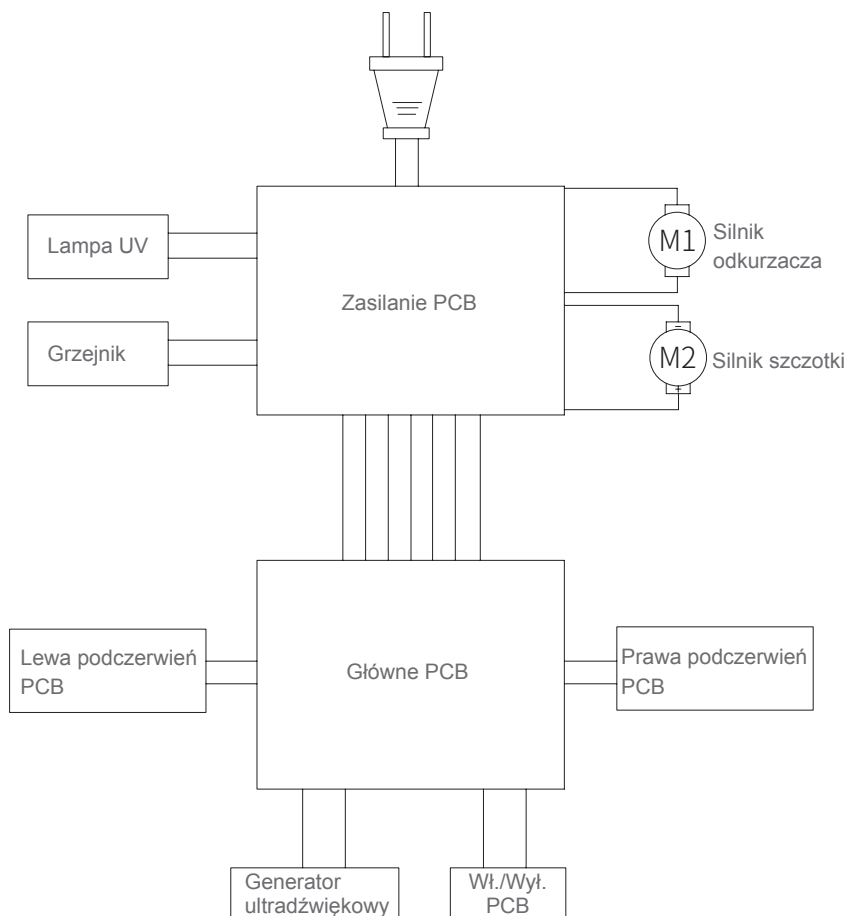 Lampa UV
M1
Silnik
odkurzacza
Zasilanie PCB
Grzejnik
M2
Silnik szczotki
Lewa podczerwień
PCB
Główne PCB
Prawa podczerwień
PCB
Generator
ultradźwiękowy
Wł./Wył.
PCB